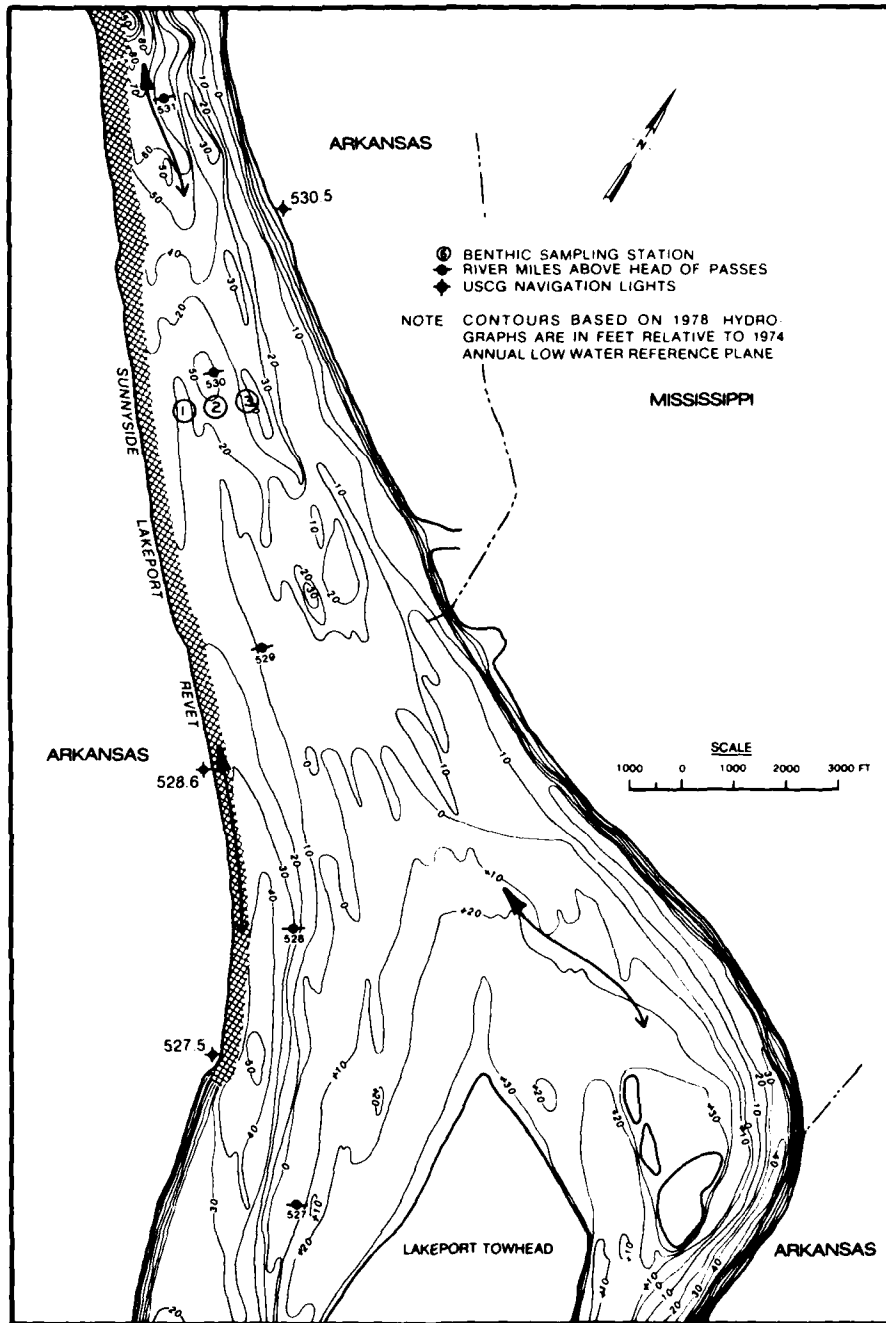 531
ARKANSAS
N
530.5
⑥ BENTHIC SAMPLING STATION
RIVER MILES ABOVE HEAD OF PASSES
USCG NAVIGATION LIGHTS
NOTE CONTOURS BASED ON 1978 HYDRO-
GRAPHS ARE IN FEET RELATIVE TO 1974
ANNUAL LOW WATER REFERENCE PLANE
MISSISSIPPI
530
1 2 3
SUNNYSIDE
LAKEPORT
REVET
529
ARKANSAS
528.6
SCALE
1000 0 1000 2000 3000 FT
528
527.5
527
LAKEPORT TOWHEAD
ARKANSAS